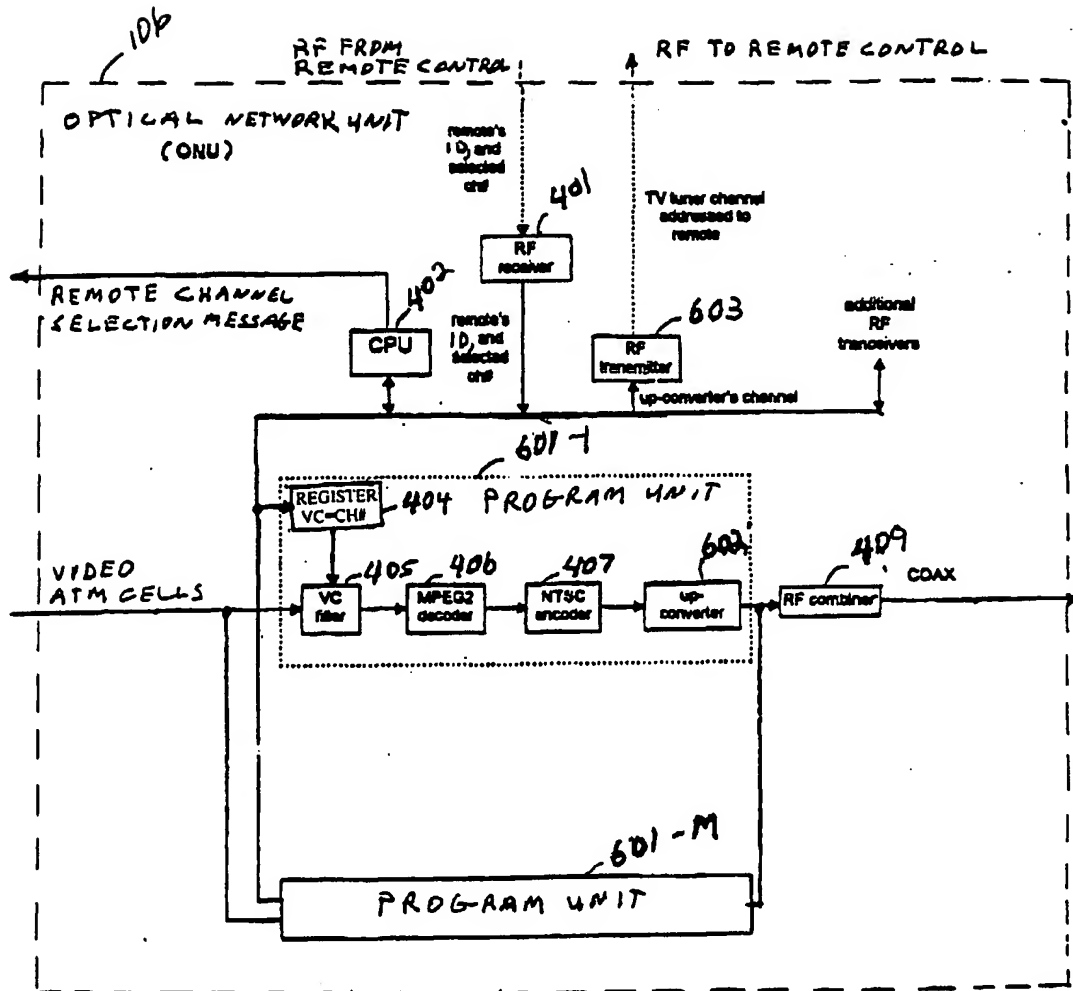 106
RF FROM
REMOTE CONTROL
RF TO REMOTE CONTROL
OPTICAL NETWORK UNIT
(ONU)
remote's
ID, and
selected
ch#
401
RF
receiver
TV tuner channel
addressed to
remote
402
CPU
REMOTE CHANNEL
SELECTION MESSAGE
remote's
ID, and
selected
ch#
603
RF
transmitter
additional
RF
tranceivers
up-converter's channel
601-1
REGISTER
VC=CH#
404
PROGRAM UNIT
VIDEO
ATM CELLS
405
VC
filter
406
MPEG2
decoder
407
NTSC
encoder
602
up-
converter
409
RF combiner
COAX
601-M
PROGRAM UNIT